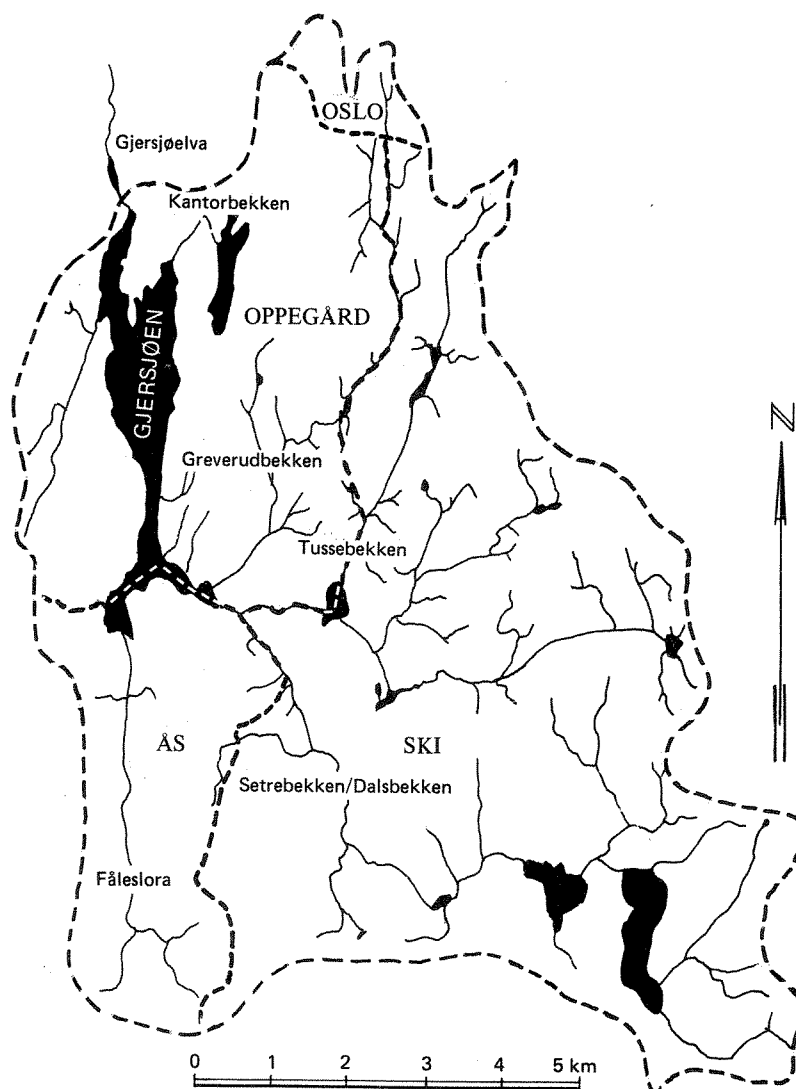 OSLO
Gjersjøelva
Kantorbekken
OPPEGÅRD
GJERSJØEN
N
Greverudbekken
Tussebekken
ÅS
SKI
Setrebekken/Dalsbekken
Fåleslora
0 1 2 3 4 5 km